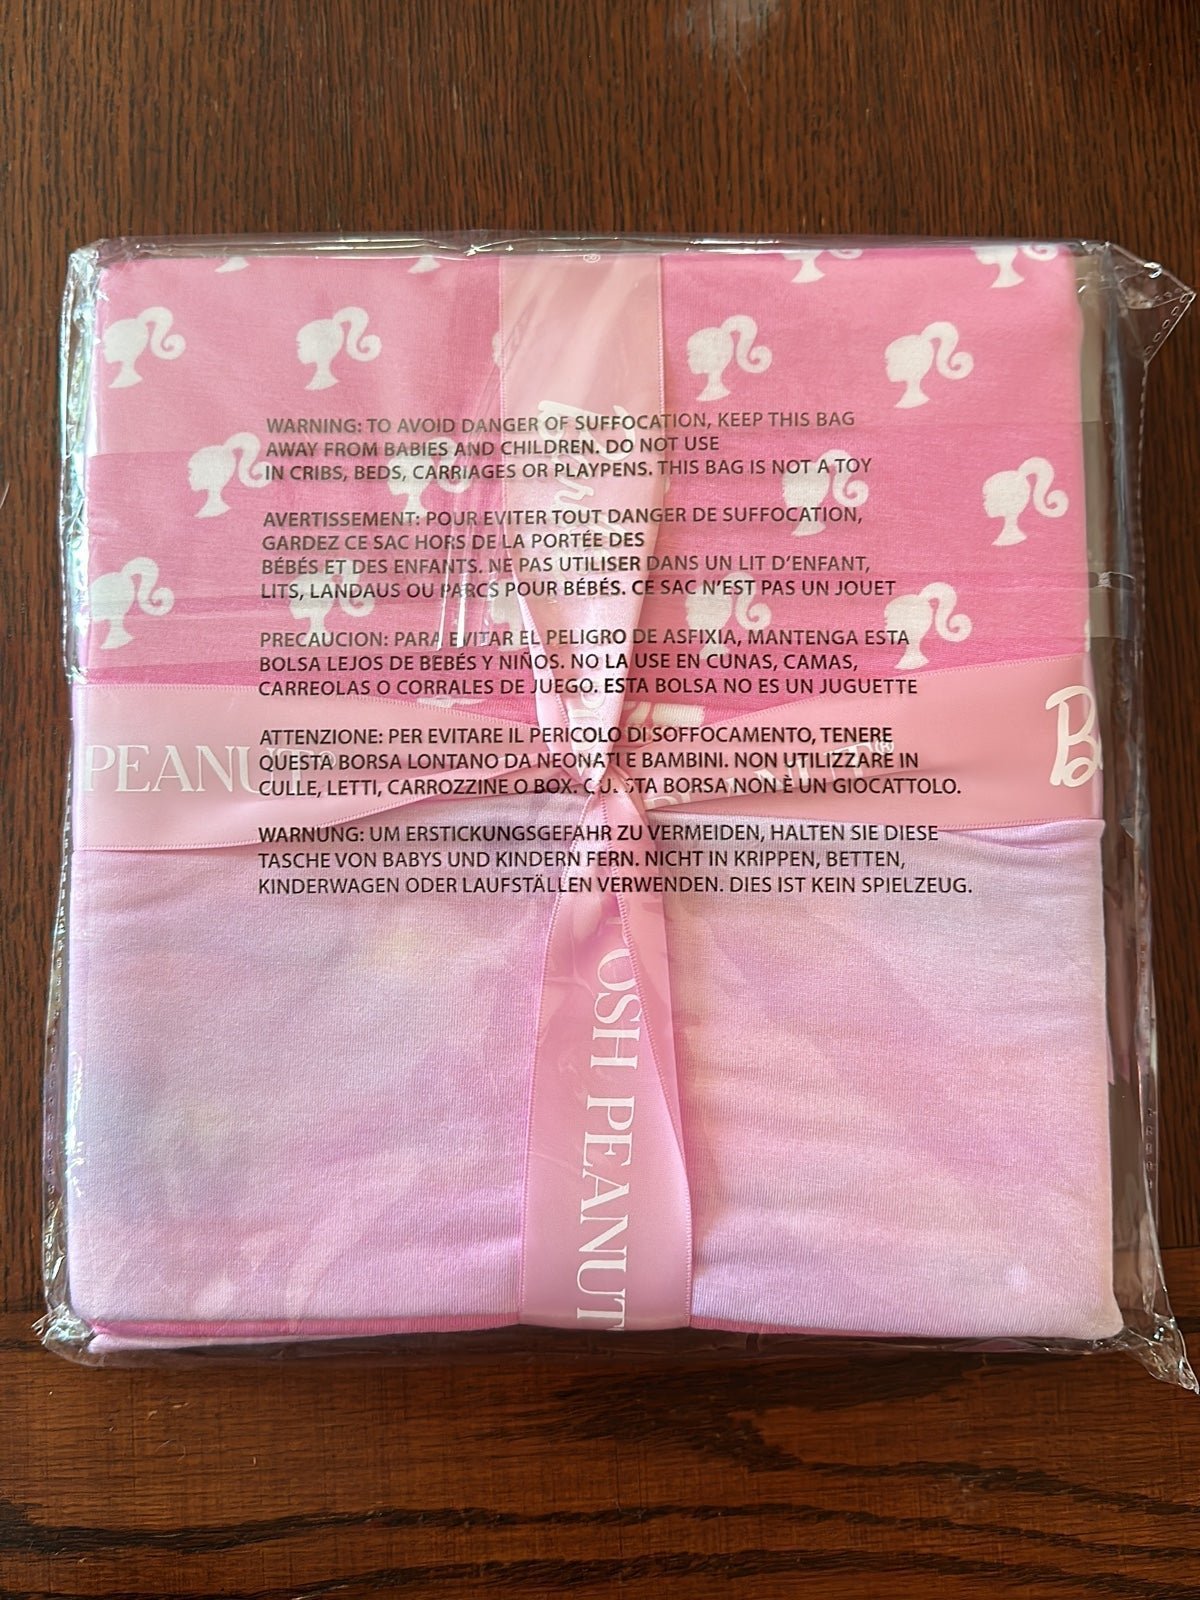 WARNING: TO AVOID DANGER OF SUFFOCATION, KEEP THIS BAG
AWAY FROM BABIES AND CHILDREN. DO NOT USE
IN CRIBS, BEDS, CARRIAGES OR PLAYPENS. THIS BAG IS NOT A TOY
AVERTISSEMENT: POUR EVITER TOUT DANGER DE SUFFOCATION,
GARDEZ CE SAC HORS DE LA PORTÉE DES
BÉBÉS ET DES ENFANTS. NE PAS UTILISER DANS UN LIT D'ENFANT,
LITS, LANDAUS OU PARCS POUR BÉBÉS. CE SAC N'EST PAS UN JOUET
PRECAUCION: PARA EVITAR EL PELIGRO DE ASFIXIA, MANTENGA ESTA
BOLSA LEJOS DE BEBÉS Y NIÑOS. NO LA USE EN CUNAS, CAMAS,
CARREOLAS O CORRALES DE JUEGO. ESTA BOLSA NO ES UN JUGUETTE
ATTENZIONE: PER EVITARE IL PERICOLO DI SOFFOCAMENTO, TENERE
QUESTA BORSA LONTANO DA NEONATI E BAMBINI. NON UTILIZZARE IN
CULLE, LETTI, CARROZZINE O BOX. QUESTA BORSA NON È UN GIOCATTOLO.
WARNUNG: UM ERSTICKUNGSGEFAHR ZU VERMEIDEN, HALTEN SIE DIESE
TASCHE VON BABYS UND KINDERN FERN. NICHT IN KRIPPEN, BETTEN,
KINDERWAGEN ODER LAUFSTÄLLEN VERWENDEN. DIES IST KEIN SPIELZEUG.
PEANUT®
OSH PEANUT